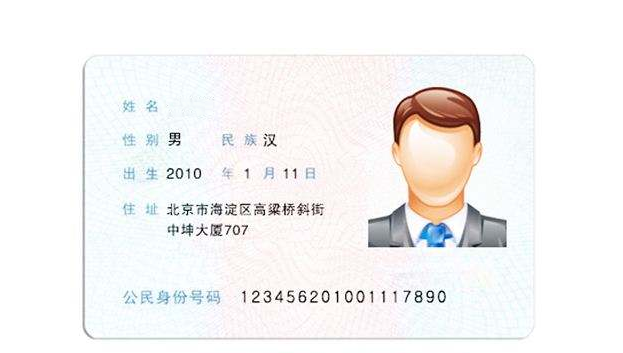 姓 名
性 别 男 民 族 汉
出 生 2010 年 1 月 11 日
住 址 北京市海淀区高粱桥斜街
中坤大厦707
公民身份号码 123456201001117890